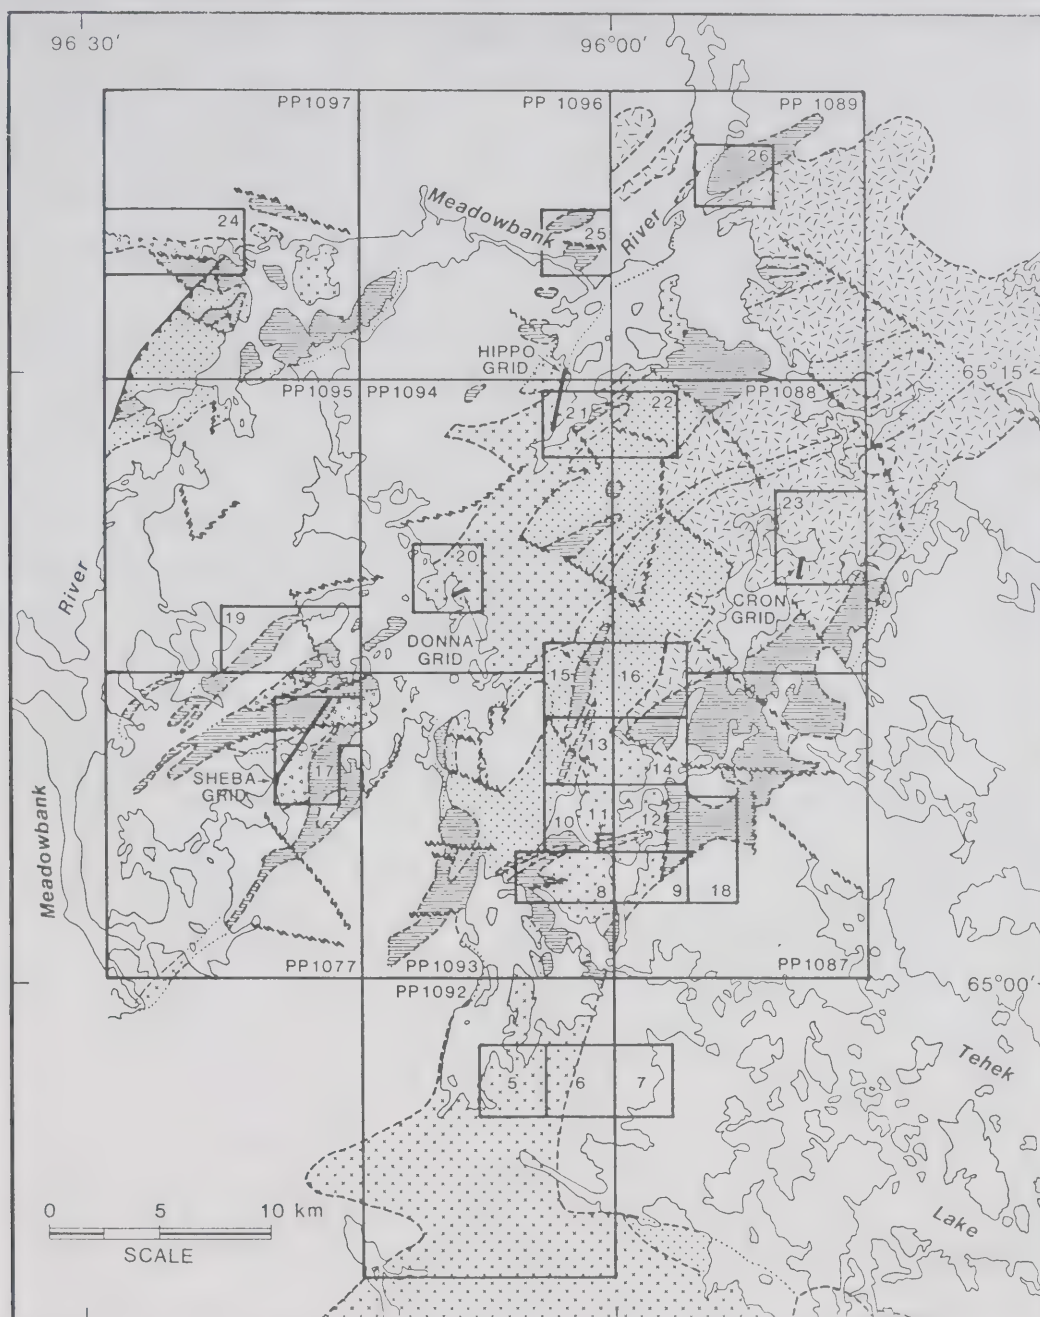 96 30'
96°00'
PP1097
PP 1096
PP 1089
26
Meadowbank
River
24
25
HIPPO
GRID
65 15
PP1095
PP1094
PP1088
21
22
23
20
CRON
GRID
River
19
DONNA
GRID
15
16
13
14
SHEBA
GRID
17
10
11
12
Meadowbank
8
9
18
PP1077
PP1093
PP1087
PP1092
65°00'
5
6
7
Tehek
Lake
0
5
10 km
SCALE